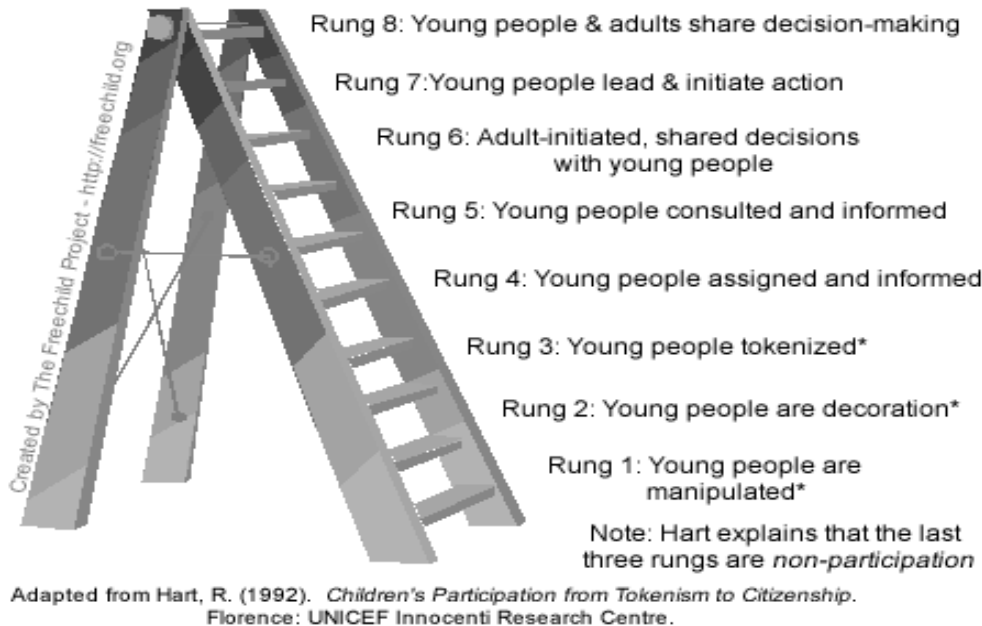 Rung 8: Young people & adults share decision-making
Rung 7:Young people lead & initiate action
Rung 6: Adult-initiated, shared decisions
with young people
Rung 5: Young people consulted and informed
Rung 4: Young people assigned and informed
Rung 3: Young people tokenized*
Rung 2: Young people are decoration*
Rung 1: Young people are
manipulated*
Note: Hart explains that the last
three rungs are non-participation
Created by The Freechild Project - http://freechild.org
Adapted from Hart, R. (1992). Children's Participation from Tokenism to Citizenship.
Florence: UNICEF Innocenti Research Centre.